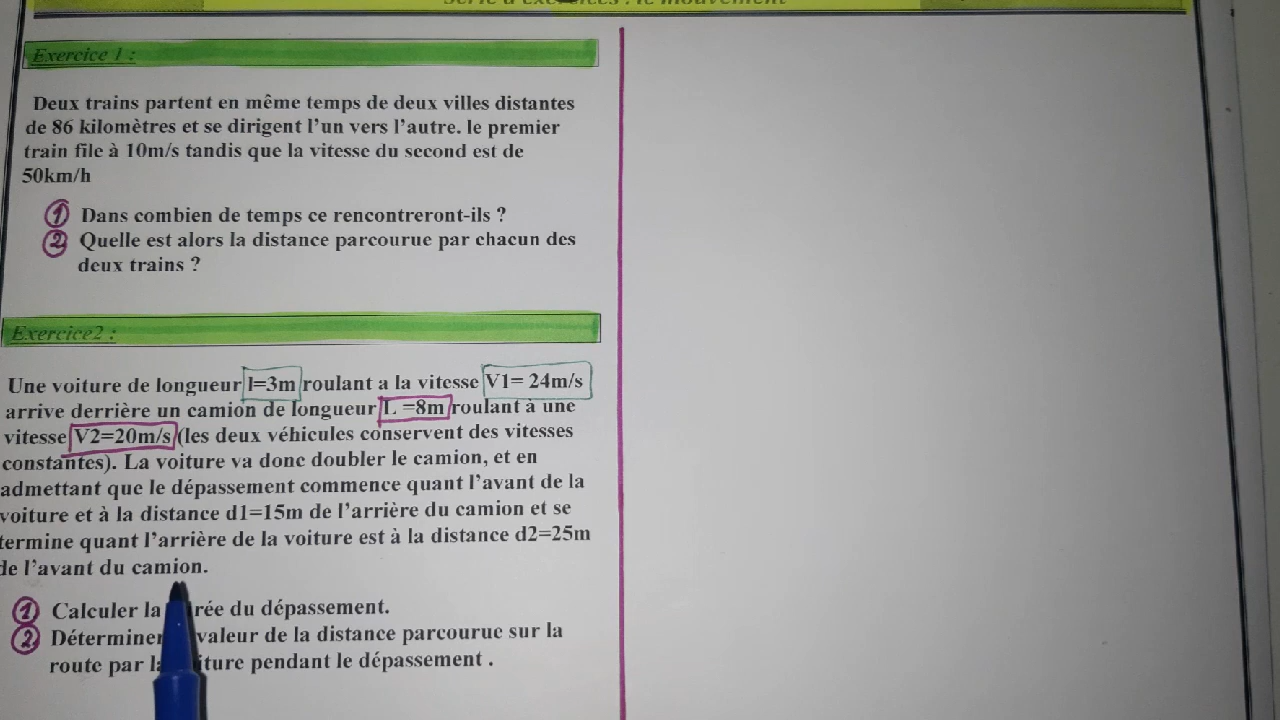 Série d'exercices : le mouvement
Exercice 1 :
Deux trains partent en même temps de deux villes distantes
de 86 kilomètres et se dirigent l'un vers l'autre. le premier
train file à 10m/s tandis que la vitesse du second est de
50km/h
1 Dans combien de temps ce rencontreront-ils ?
2 Quelle est alors la distance parcourue par chacun des
deux trains ?
Exercice2 :
Une voiture de longueur l=3m roulant a la vitesse V1= 24m/s
arrive derrière un camion de longueur L =8m roulant à une
vitesse V2=20m/s (les deux véhicules conservent des vitesses
constantes). La voiture va donc doubler le camion, et en
admettant que le dépassement commence quant l'avant de la
voiture et à la distance d1=15m de l'arrière du camion et se
termine quant l'arrière de la voiture est à la distance d2=25m
de l'avant du camion.
1 Calculer la rée du dépassement.
2 Déterminer valeur de la distance parcourue sur la
route par la iture pendant le dépassement .